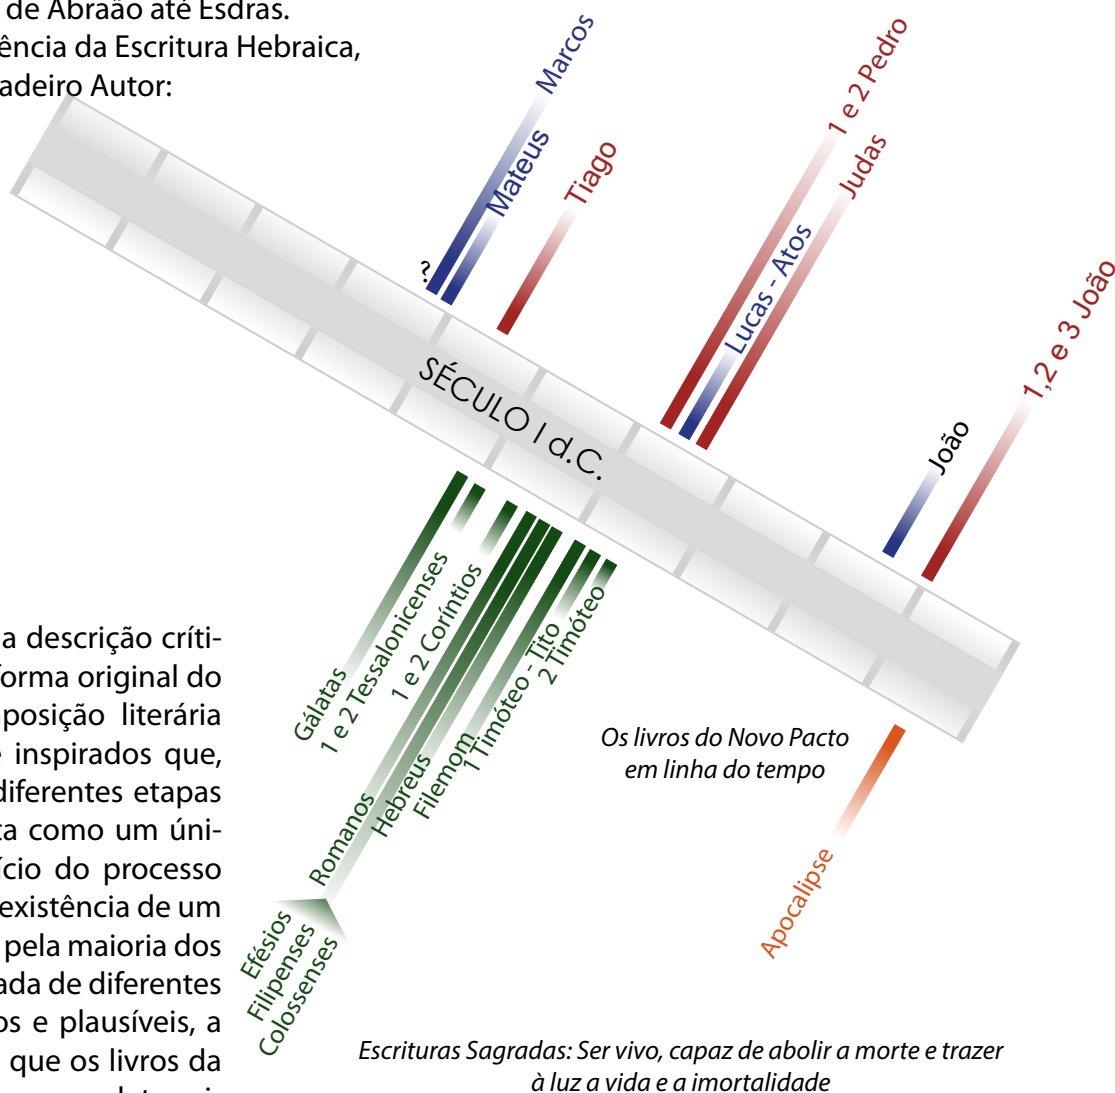 de Abraão até Esdras.
ência da Escritura Hebraica,
adeiro Autor:
Marcos
Mateus
?
Tiago
1 e 2 Pedro
Judas
Lucas - Atos
1,2 e 3 João
João
SÉCULO I d.C.
Gálatas
1 e 2 Tessalonicenses
1 e 2 Coríntios
Romanos
Hebreus
Filemom
1 Timóteo - Tito
2 Timóteo
Efésios
Filipenses
Colossenses
Apocalipse
Os livros do Novo Pacto
em linha do tempo
a descrição críti-
orma original do
posição literária
e inspirados que,
diferentes etapas
ta como um úni-
ício do processo
existência de um
pela maioria dos
ada de diferentes
os e plausíveis, a
que os livros da
Escrituras Sagradas: Ser vivo, capaz de abolir a morte e trazer
à luz a vida e a imortalidade